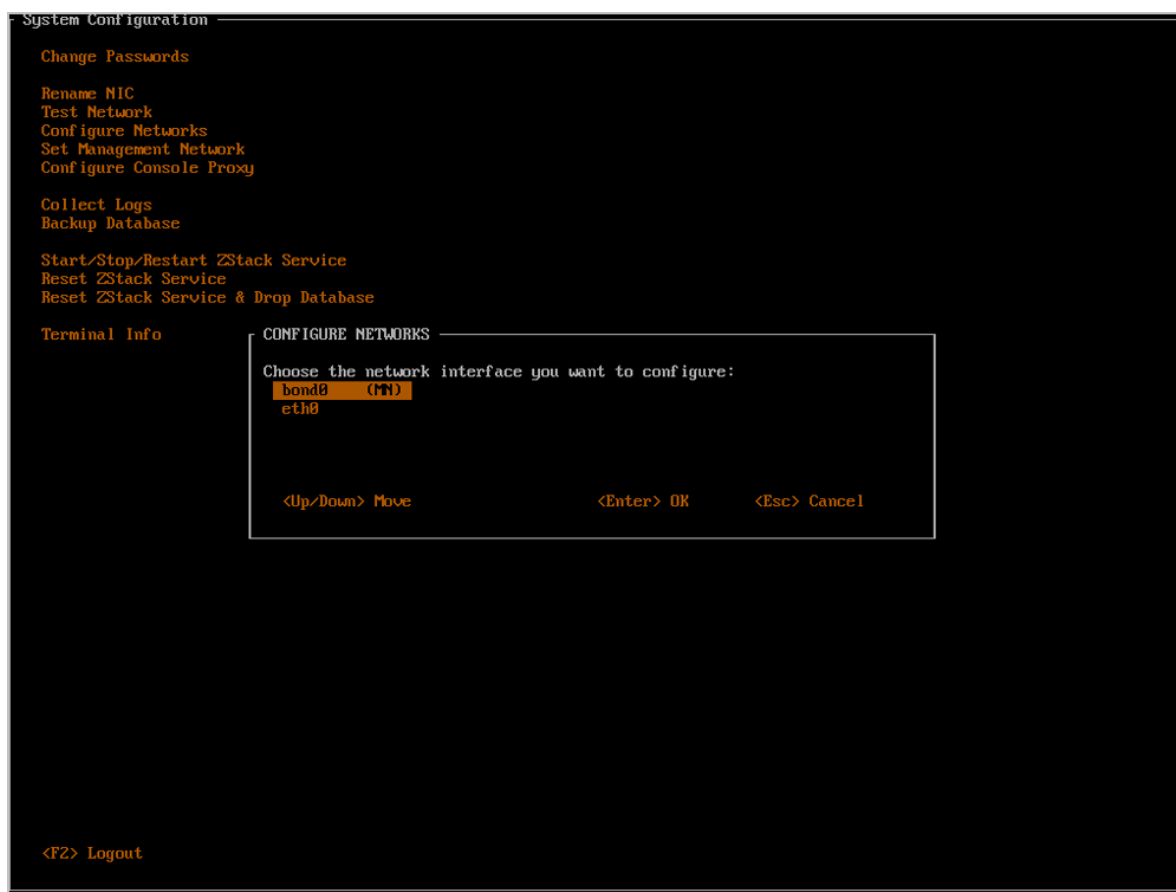 System Configuration
Change Passwords
Rename NIC
Test Network
Configure Networks
Set Management Network
Configure Console Proxy
Collect Logs
Backup Database
Start/Stop/Restart ZStack Service
Reset ZStack Service
Reset ZStack Service & Drop Database
Terminal Info
CONFIGURE NETWORKS
Choose the network interface you want to configure:
bond0 (MN)
eth0
<Up/Down> Move <Enter> OK <Esc> Cancel
<F2> Logout